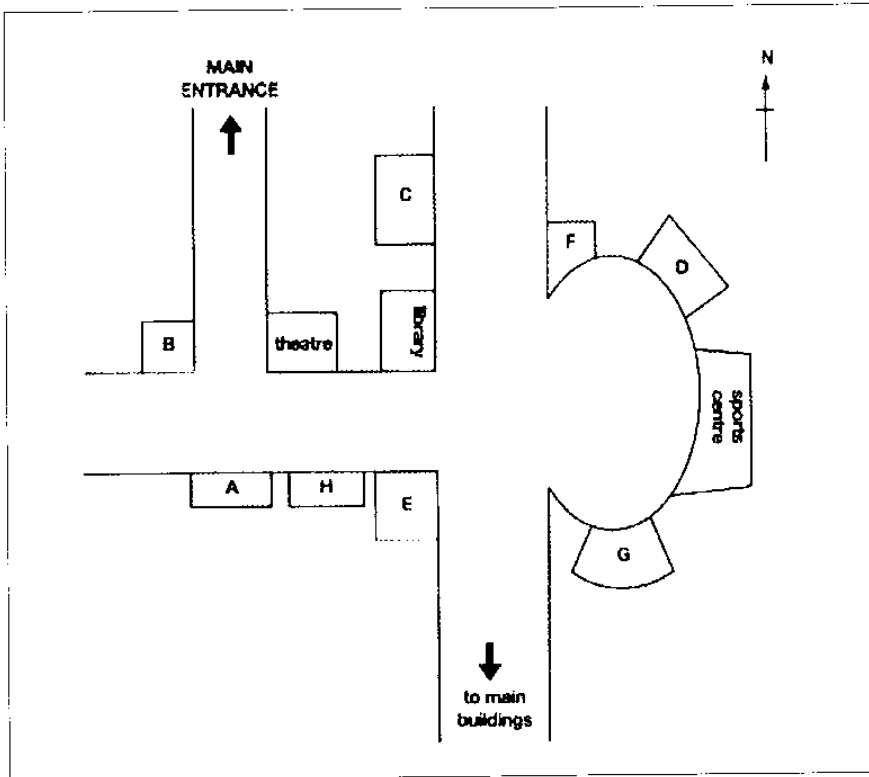 MAIN
ENTRANCE
N
C
F
D
B
theatre
library
sports
centre
A
H
E
G
to main
buildings